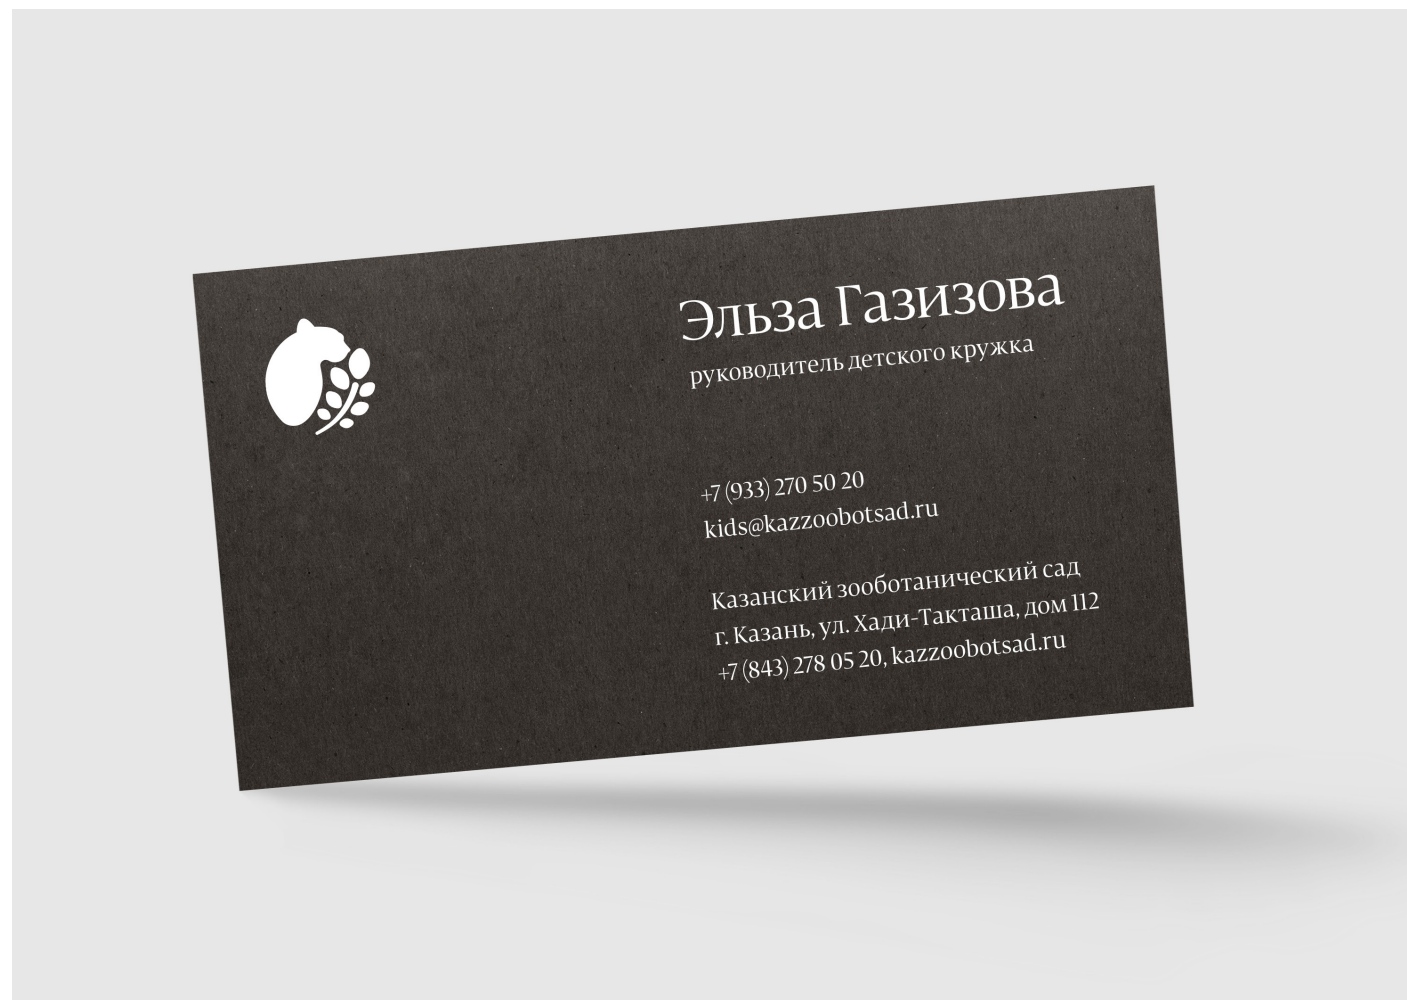 Эльза Газизова
руководитель детского кружка
+7 (933) 270 50 20
kids@kazzoobotsad.ru
Казанский зооботанический сад
г. Казань, ул. Хади-Такташа, дом 112
+7 (843) 278 05 20, kazzoobotsad.ru